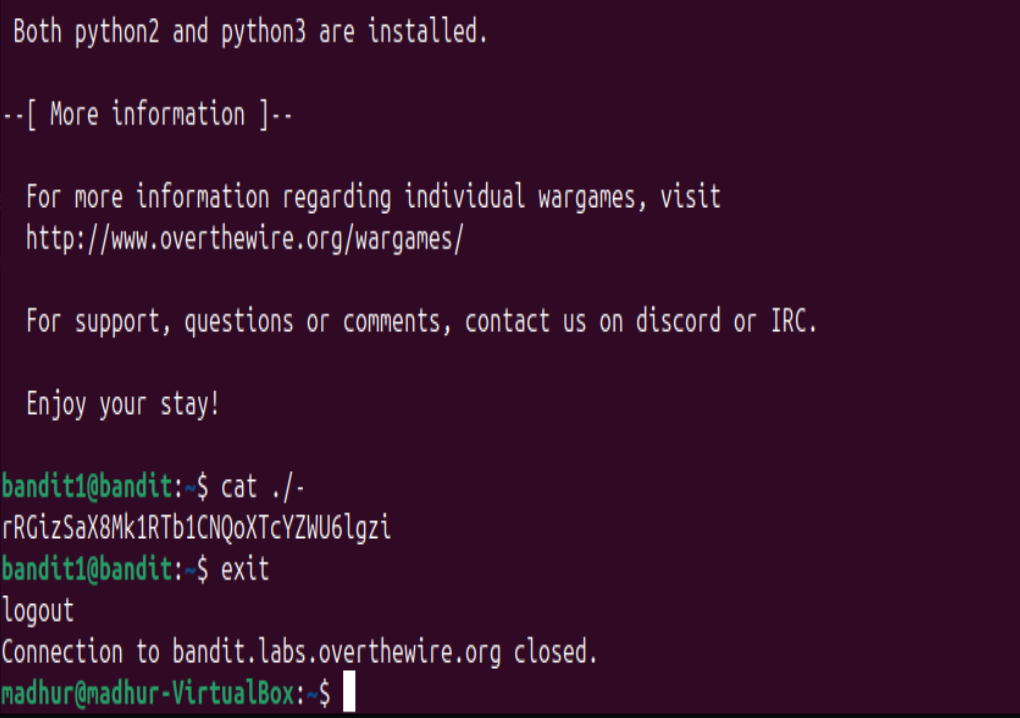 Both python2 and python3 are installed.
--[ More information ]--
For more information regarding individual wargames, visit
http://www.overthewire.org/wargames/
For support, questions or comments, contact us on discord or IRC.
Enjoy your stay!
bandit1@bandit:~$ cat ./-
rRGizSaX8Mk1RTb1CNQoXTcYZWU6lgzi
bandit1@bandit:~$ exit
logout
Connection to bandit.labs.overthewire.org closed.
madhur@madhur-VirtualBox:~$